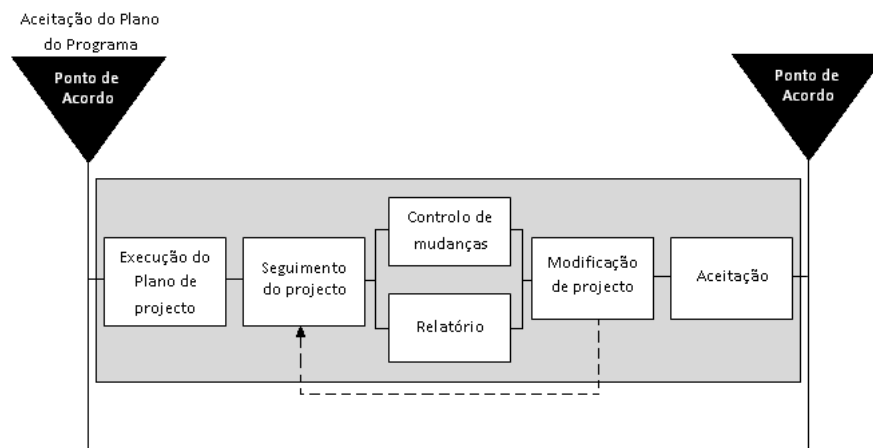 Aceitação do Plano
do Programa
Ponto de
Acordo
Ponto de
Acordo
Execução do
Plano de
projecto
Seguimento
do projecto
Controlo de
mudanças
Relatório
Modificação
de projecto
Aceitação